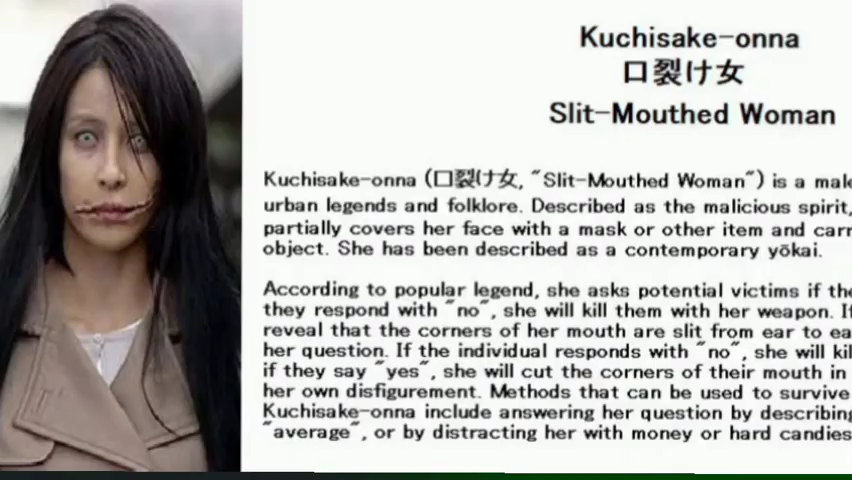 Kuchisake-onna
口裂け女
Slit-Mouthed Woman
Kuchisake-onna (口裂け女, "Slit-Mouthed Woman") is a
urban legends and folklore. Described as the malicious spirit,
partially covers her face with a mask or other item and
object. She has been described as a contemporary yōkai.
According to popular legend, she asks potential victims if
they respond with "no", she will kill them with her weapon.
reveal that the corners of her mouth are slit from ear to
her question. If the individual responds with "no", she will
if they say "yes", she will cut the corners of their mouth in
her own disfigurement. Methods that can be used to survive
Kuchisake-onna include answering her question by describing
"average", or by distracting her with money or hard candies